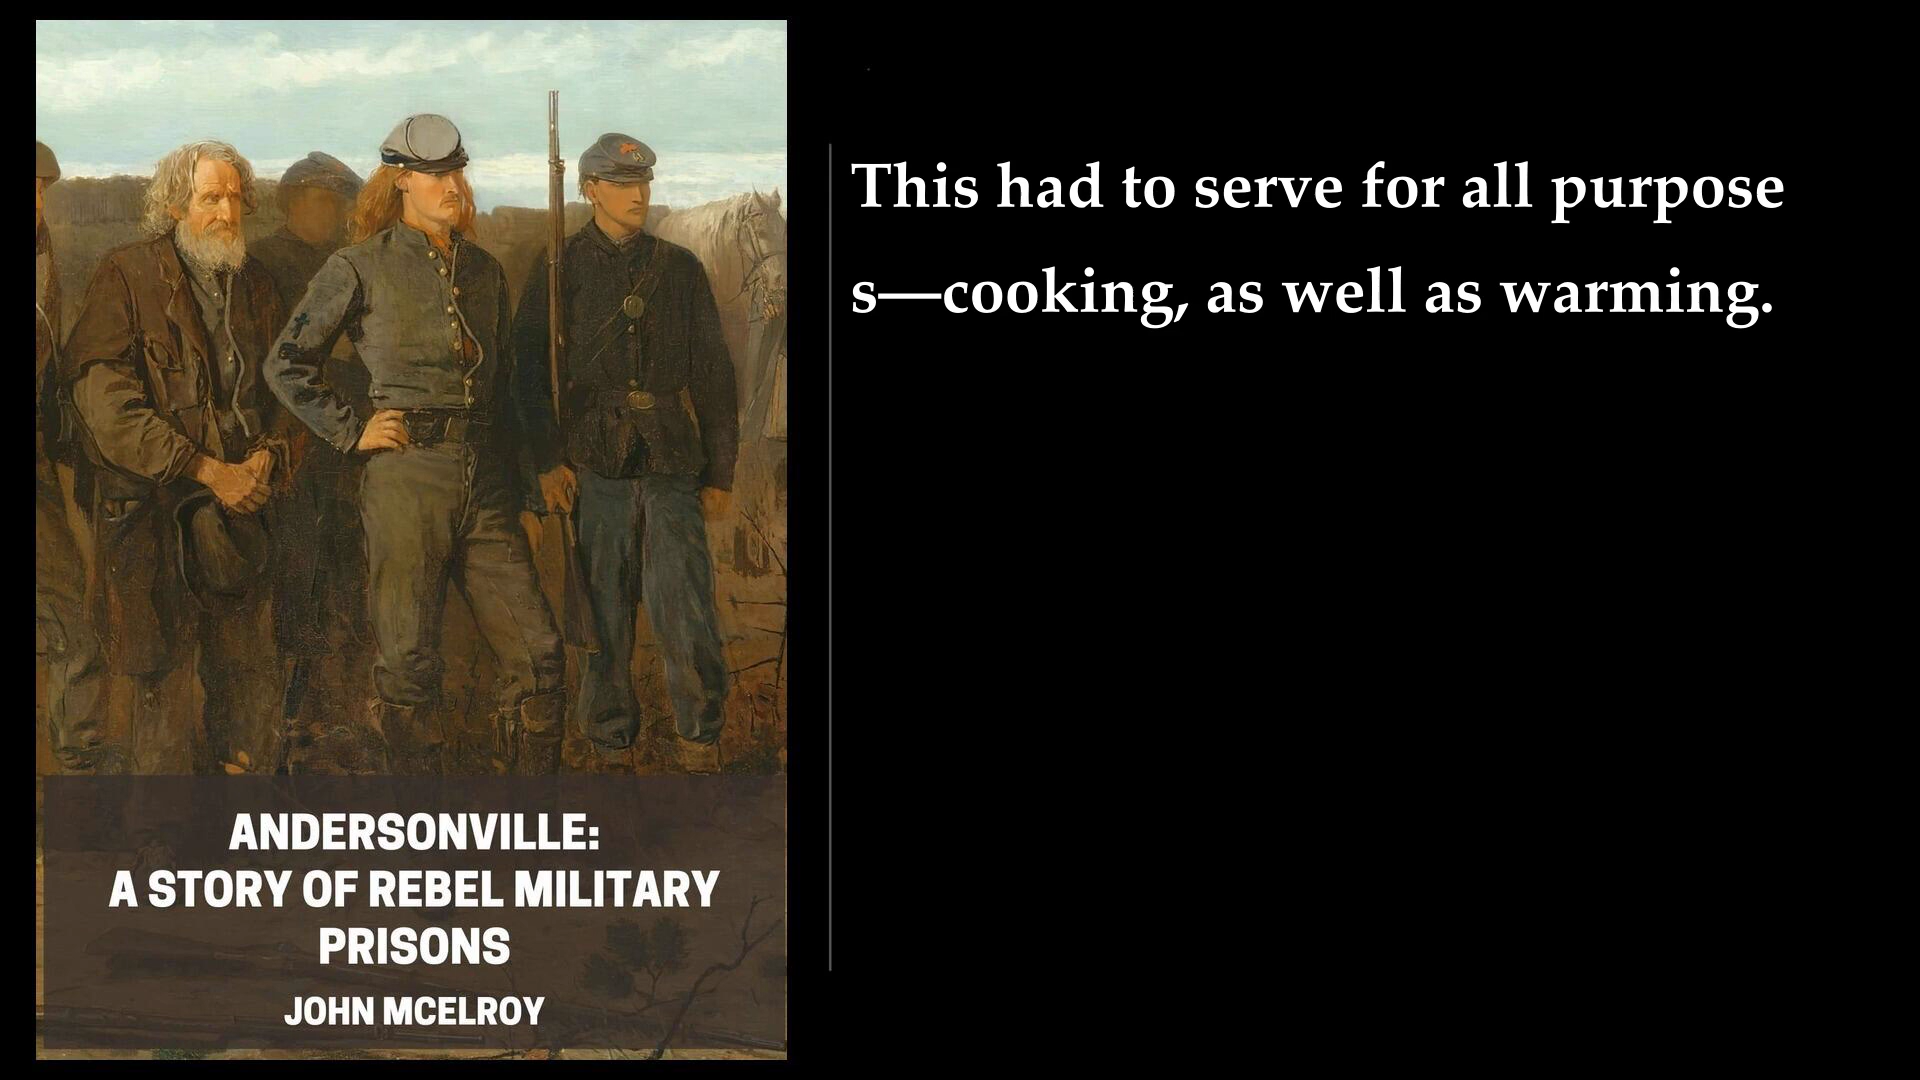 ANDERSONVILLE:
A STORY OF REBEL MILITARY
PRISONS
JOHN MCELROY
This had to serve for all purpose
s—cooking, as well as warming.